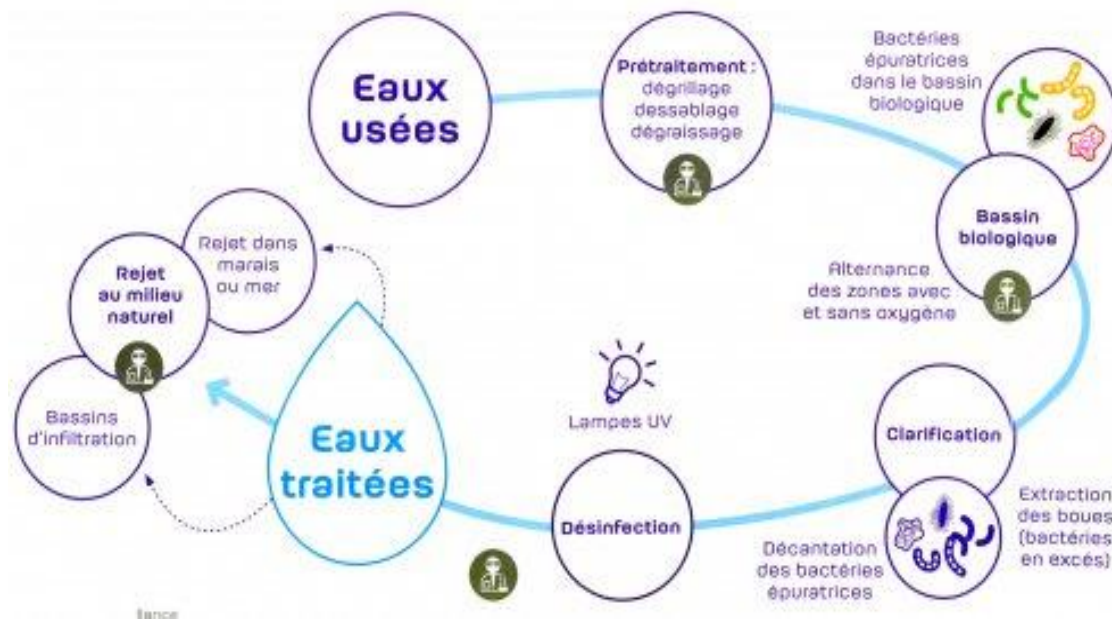 Eaux
usées
Prétraitement :
dégrillage
dessablage
dégraissage
Bactéries
épuratrices
dans le bassin
biologique
Bassin
biologique
Alternance
des zones avec
et sans oxygène
Clarification
Extraction
des boues
(bactéries
en excés)
Décantation
des bactéries
épuratrices
Lampes UV
Désinfection
Eaux
traitées
Rejet dans
marais
ou mer
Rejet
au milieu
naturel
Bassins
d'infiltration
llance